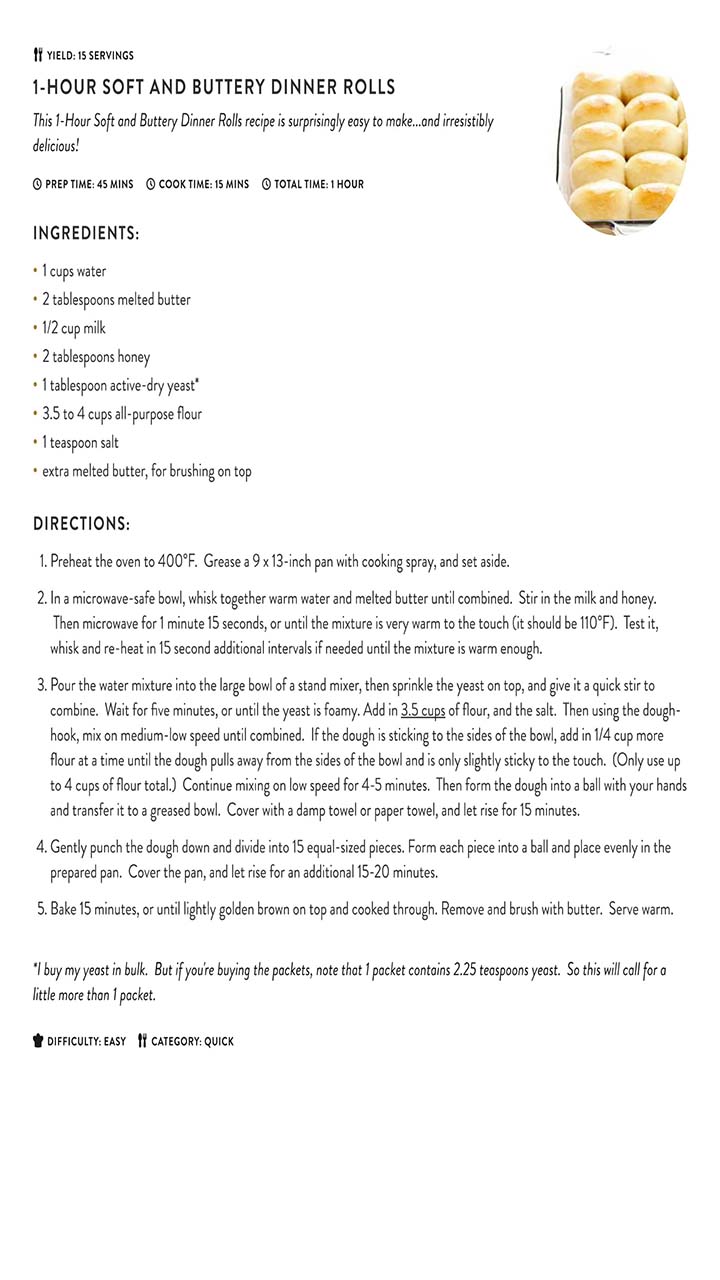 YIELD: 15 SERVINGS
1-HOUR SOFT AND BUTTERY DINNER ROLLS
This 1-Hour Soft and Buttery Dinner Rolls recipe is surprisingly easy to make...and irresistibly
delicious!
PREP TIME: 45 MINS COOK TIME: 15 MINS TOTAL TIME: 1 HOUR
INGREDIENTS:
• 1 cups water
• 2 tablespoons melted butter
• 1/2 cup milk
• 2 tablespoons honey
• 1 tablespoon active-dry yeast*
• 3.5 to 4 cups all-purpose flour
• 1 teaspoon salt
• extra melted butter, for brushing on top
DIRECTIONS:
1. Preheat the oven to 400°F. Grease a 9 x 13-inch pan with cooking spray, and set aside.
2. In a microwave-safe bowl, whisk together warm water and melted butter until combined. Stir in the milk and honey.
Then microwave for 1 minute 15 seconds, or until the mixture is very warm to the touch (it should be 110°F). Test it,
whisk and re-heat in 15 second additional intervals if needed until the mixture is warm enough.
3. Pour the water mixture into the large bowl of a stand mixer, then sprinkle the yeast on top, and give it a quick stir to
combine. Wait for five minutes, or until the yeast is foamy. Add in 3.5 cups of flour, and the salt. Then using the dough-
hook, mix on medium-low speed until combined. If the dough is sticking to the sides of the bowl, add in 1/4 cup more
flour at a time until the dough pulls away from the sides of the bowl and is only slightly sticky to the touch. (Only use up
to 4 cups of flour total.) Continue mixing on low speed for 4-5 minutes. Then form the dough into a ball with your hands
and transfer it to a greased bowl. Cover with a damp towel or paper towel, and let rise for 15 minutes.
4. Gently punch the dough down and divide into 15 equal-sized pieces. Form each piece into a ball and place evenly in the
prepared pan. Cover the pan, and let rise for an additional 15-20 minutes.
5. Bake 15 minutes, or until lightly golden brown on top and cooked through. Remove and brush with butter. Serve warm.
*I buy my yeast in bulk. But if you're buying the packets, note that 1 packet contains 2.25 teaspoons yeast. So this will call for a
little more than 1 packet.
DIFFICULTY: EASY CATEGORY: QUICK